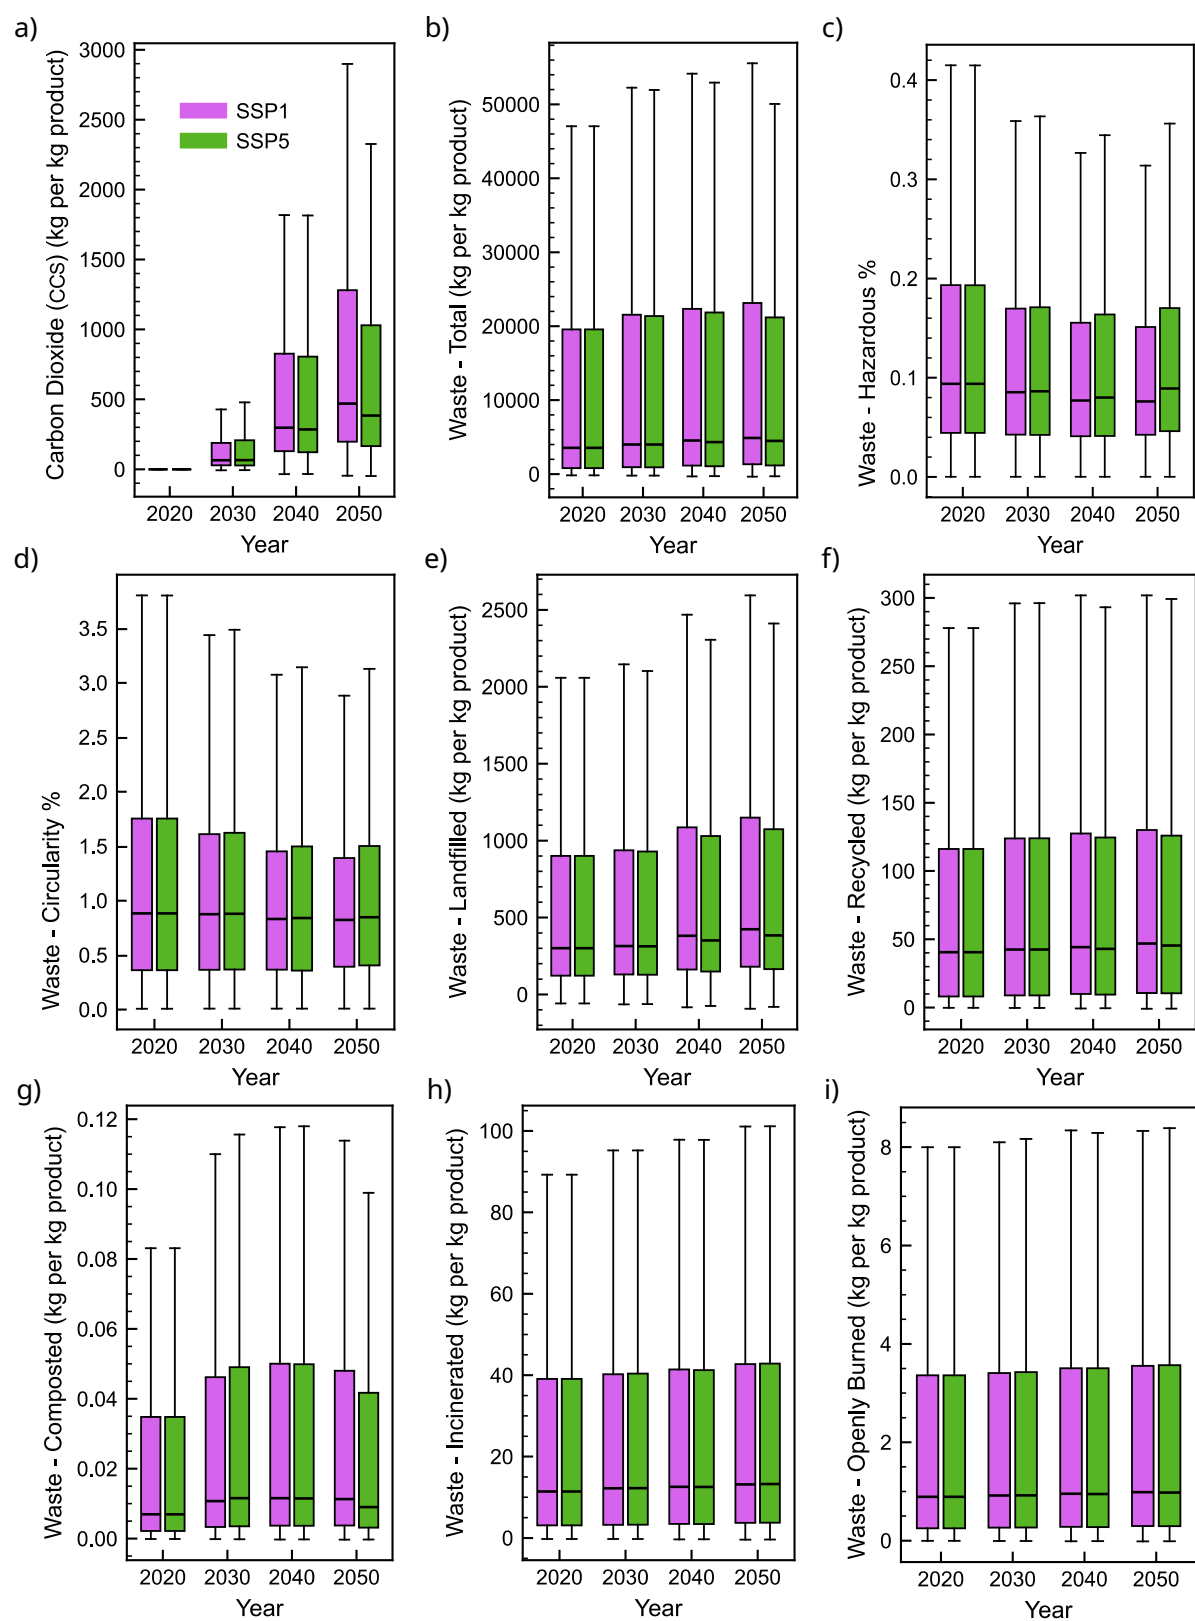 a)
Carbon Dioxide (CCS) (kg per kg product)
3000
2500
2000
1500
1000
500
0
SSP1
SSP5
2020 2030 2040 2050
Year
b)
Waste - Total (kg per kg product)
50000
40000
30000
20000
10000
0
2020 2030 2040 2050
Year
c)
Waste - Hazardous %
0.4
0.3
0.2
0.1
0.0
2020 2030 2040 2050
Year
d)
Waste - Circularity %
3.5
3.0
2.5
2.0
1.5
1.0
0.5
0.0
2020 2030 2040 2050
Year
e)
Waste - Landfilled (kg per kg product)
2500
2000
1500
1000
500
0
2020 2030 2040 2050
Year
f)
Waste - Recycled (kg per kg product)
300
250
200
150
100
50
0
2020 2030 2040 2050
Year
g)
Waste - Composted (kg per kg product)
0.12
0.10
0.08
0.06
0.04
0.02
0.00
2020 2030 2040 2050
Year
h)
Waste - Incinerated (kg per kg product)
100
80
60
40
20
0
2020 2030 2040 2050
Year
i)
Waste - Openly Burned (kg per kg product)
8
6
4
2
0
2020 2030 2040 2050
Year